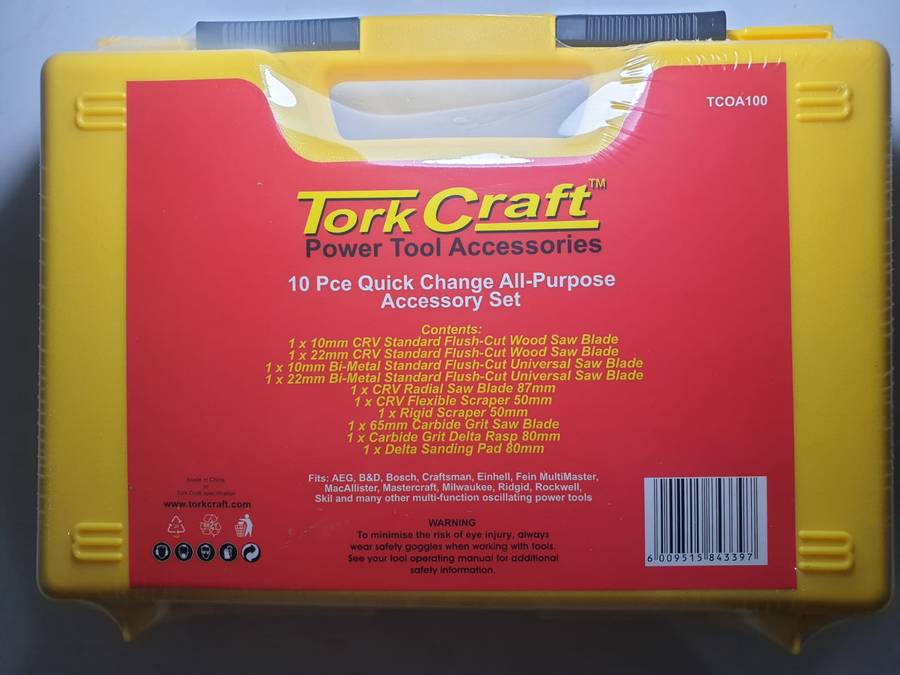 TCOA100
Tork Craft™
Power Tool Accessories
10 Pce Quick Change All-Purpose
Accessory Set
Contents:
1 x 10mm CRV Standard Flush-Cut Wood Saw Blade
1 x 22mm CRV Standard Flush-Cut Wood Saw Blade
1 x 10mm Bi-Metal Standard Flush-Cut Universal Saw Blade
1 x 22mm Bi-Metal Standard Flush-Cut Universal Saw Blade
1 x CRV Radial Saw Blade 87mm
1 x CRV Flexible Scraper 50mm
1 x Rigid Scraper 50mm
1 x 65mm Carbide Grit Saw Blade
1 x Carbide Grit Delta Rasp 80mm
1 x Delta Sanding Pad 80mm
Fits: AEG, B&D, Bosch, Craftsman, Einhell, Fein MultiMaster,
MacAllister, Mastercraft, Milwaukee, Ridgid, Rockwell,
Skil and many other multi-function oscillating power tools
Made in China
to
Tork Craft specification
www.torkcraft.com
WARNING
To minimise the risk of eye injury, always
wear safety goggles when working with tools.
See your tool operating manual for additional
safety information.
6 009515 843397